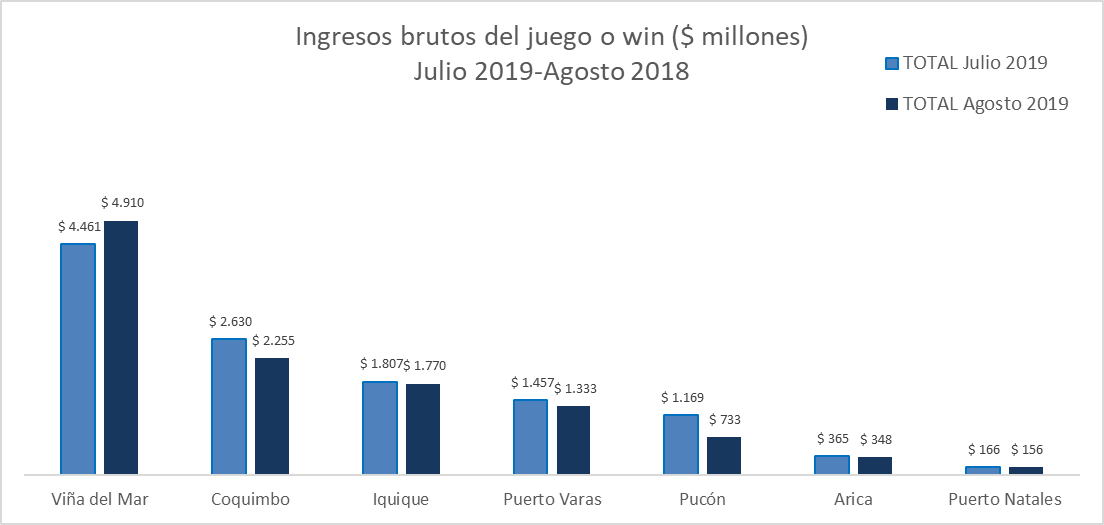 Ingresos brutos del juego o win ($ millones)
Julio 2019-Agosto 2018
TOTAL Julio 2019
TOTAL Agosto 2019
$ 4.461
$ 4.910
$ 2.630
$ 2.255
$ 1.807
$ 1.770
$ 1.457
$ 1.333
$ 1.169
$ 733
$ 365
$ 348
$ 166
$ 156
Viña del Mar
Coquimbo
Iquique
Puerto Varas
Pucón
Arica
Puerto Natales